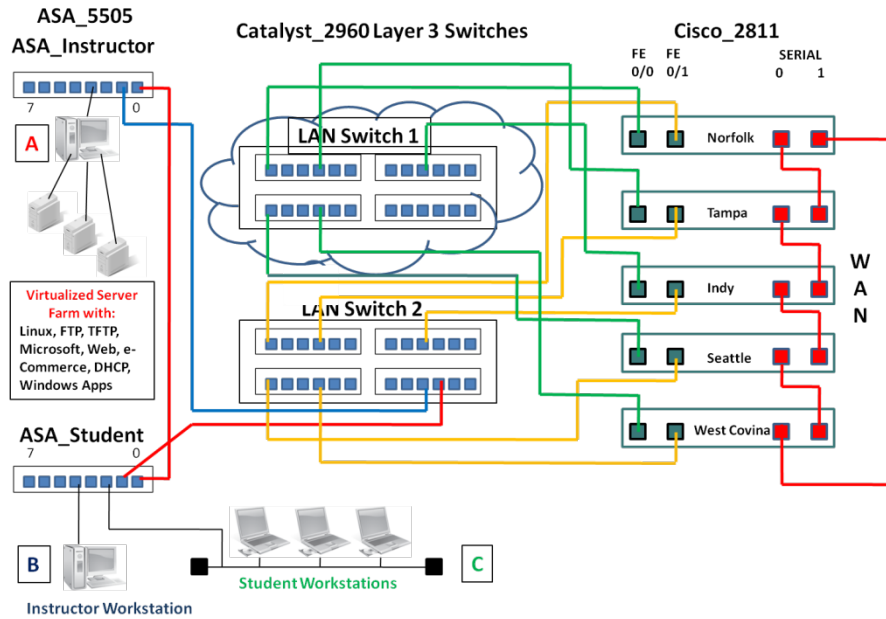 ASA_5505
ASA_Instructor
Catalyst_2960 Layer 3 Switches
Cisco_2811
FE
0/0
FE
0/1
SERIAL
0 1
7 0
A
LAN Switch 1
Norfolk
Tampa
Indy
Seattle
West Covina
W
A
N
Virtualized Server
Farm with:
Linux, FTP, TFTP,
Microsoft, Web, e-
Commerce, DHCP,
Windows Apps
LAN Switch 2
ASA_Student
7 0
B
C
Student Workstations
Instructor Workstation